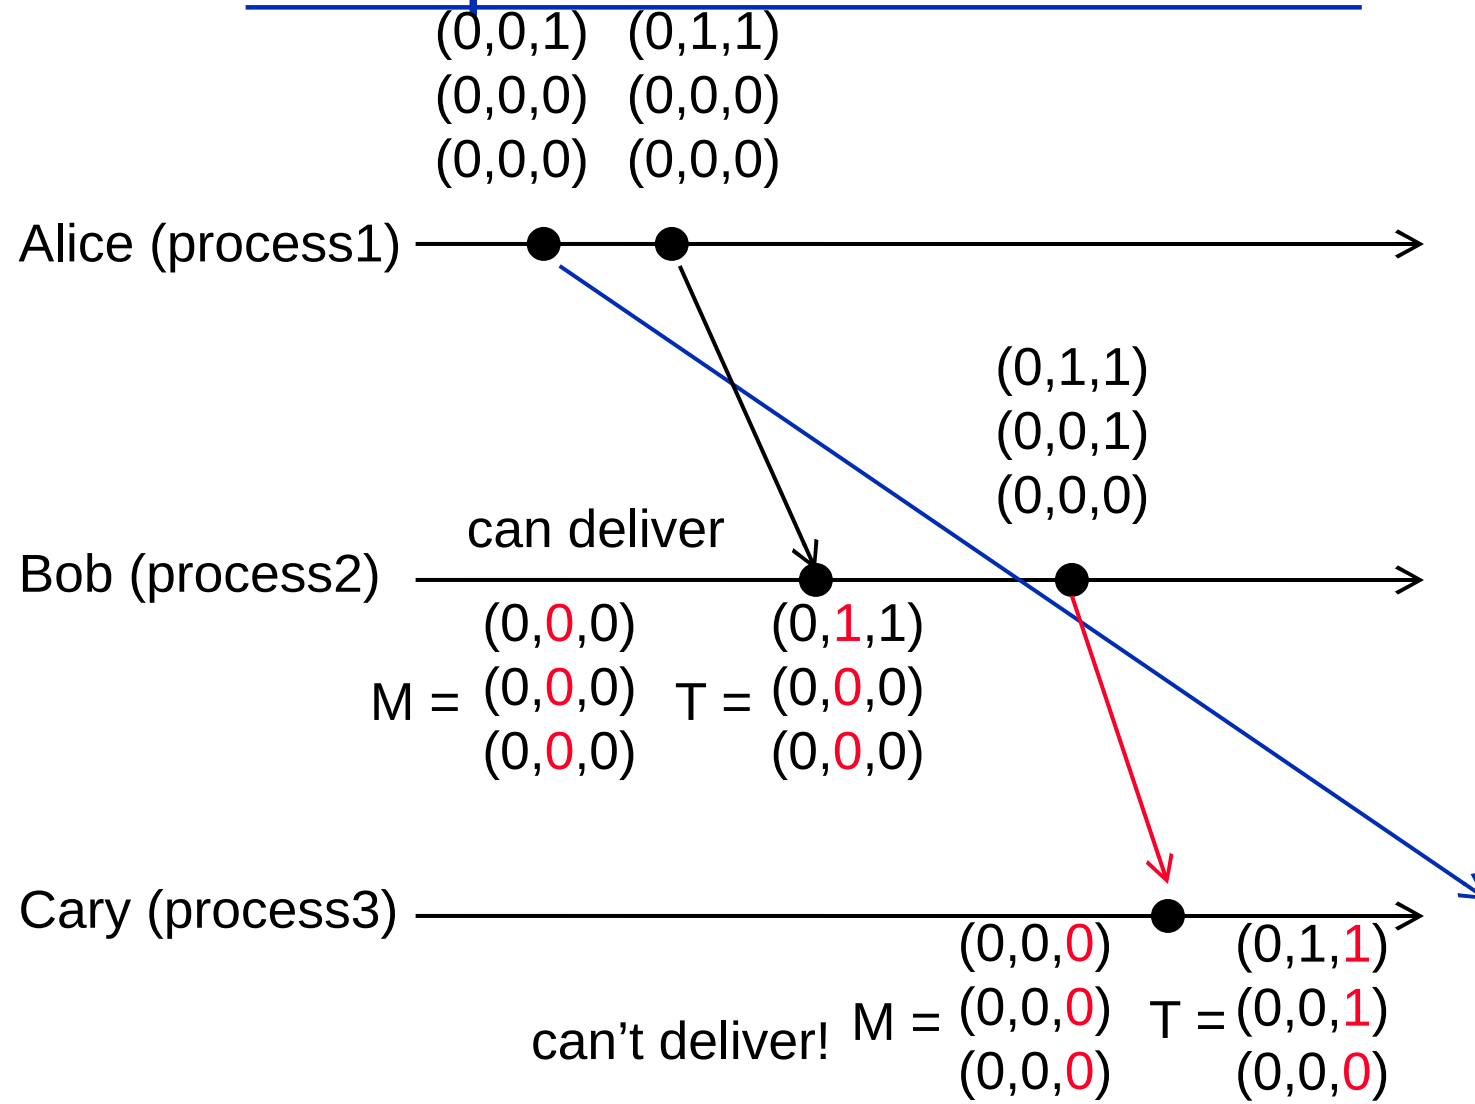 (0,0,1) (0,1,1)
(0,0,0) (0,0,0)
(0,0,0) (0,0,0)
Alice (process1)
(0,1,1)
(0,0,1)
(0,0,0)
can deliver
Bob (process2)
(0,0,0) (0,1,1)
M = (0,0,0) T = (0,0,0)
(0,0,0) (0,0,0)
Cary (process3)
(0,0,0) (0,1,1)
can’t deliver! M = (0,0,0) T = (0,0,1)
(0,0,0) (0,0,0)